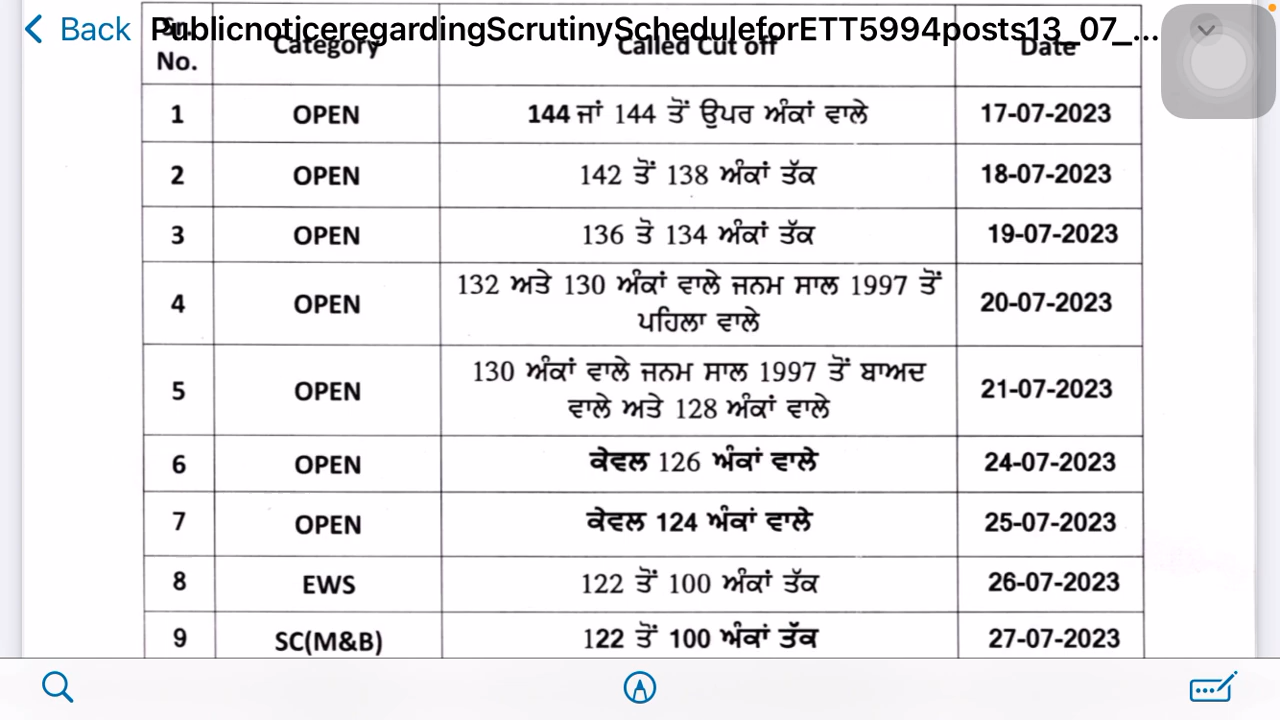 Back PublicnoticeregardingScrutinyScheduleforETT5994posts13_07_...
Sr. No. Category Called Cut off Date
1 OPEN 144 ਜਾਂ 144 ਤੋਂ ਉਪਰ ਅੰਕਾਂ ਵਾਲੇ 17-07-2023
2 OPEN 142 ਤੋਂ 138 ਅੰਕਾਂ ਤੱਕ 18-07-2023
3 OPEN 136 ਤੋ 134 ਅੰਕਾਂ ਤੱਕ 19-07-2023
4 OPEN 132 ਅਤੇ 130 ਅੰਕਾਂ ਵਾਲੇ ਜਨਮ ਸਾਲ 1997 ਤੋਂ
ਪਹਿਲਾ ਵਾਲੇ 20-07-2023
5 OPEN 130 ਅੰਕਾਂ ਵਾਲੇ ਜਨਮ ਸਾਲ 1997 ਤੋਂ ਬਾਅਦ
ਵਾਲੇ ਅਤੇ 128 ਅੰਕਾਂ ਵਾਲੇ 21-07-2023
6 OPEN ਕੇਵਲ 126 ਅੰਕਾਂ ਵਾਲੇ 24-07-2023
7 OPEN ਕੇਵਲ 124 ਅੰਕਾਂ ਵਾਲੇ 25-07-2023
8 EWS 122 ਤੋਂ 100 ਅੰਕਾਂ ਤੱਕ 26-07-2023
9 SC(M&B) 122 ਤੋਂ 100 ਅੰਕਾਂ ਤੱਕ 27-07-2023